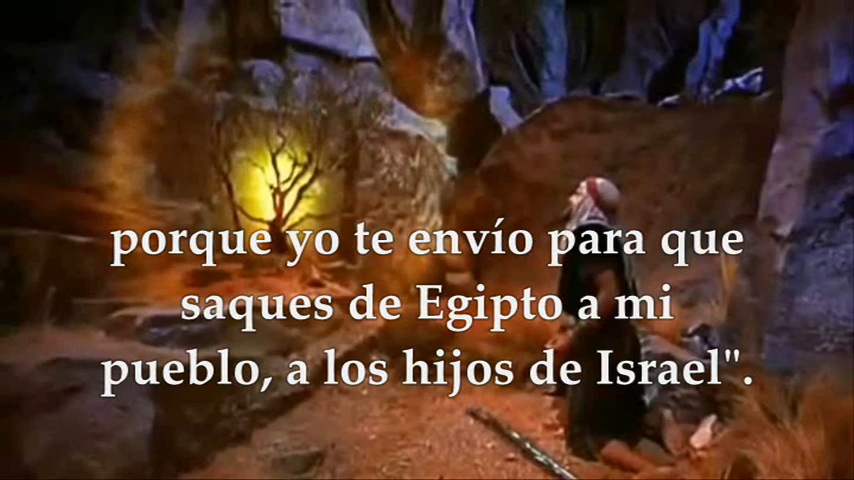 porque yo te envío para que
saques de Egipto a mi
pueblo, a los hijos de Israel".